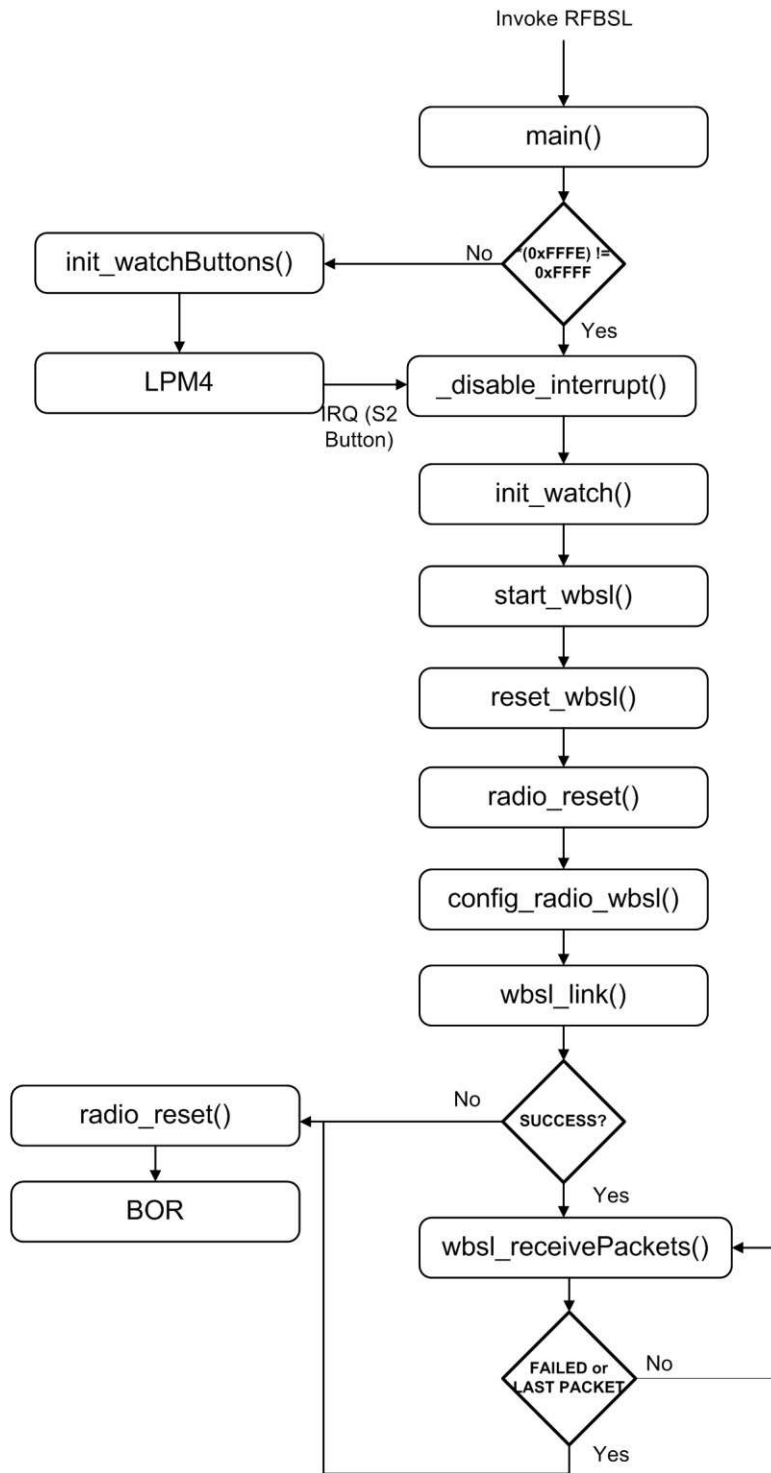 Invoke RFBSL
main()
*(0xFFFE) !=
0xFFFF
No
init_watchButtons()
Yes
LPM4
_disable_interrupt()
IRQ (S2
Button)
init_watch()
start_wbsl()
reset_wbsl()
radio_reset()
config_radio_wbsl()
wbsl_link()
SUCCESS?
No
radio_reset()
BOR
Yes
wbsl_receivePackets()
FAILED or
LAST PACKET
No
Yes